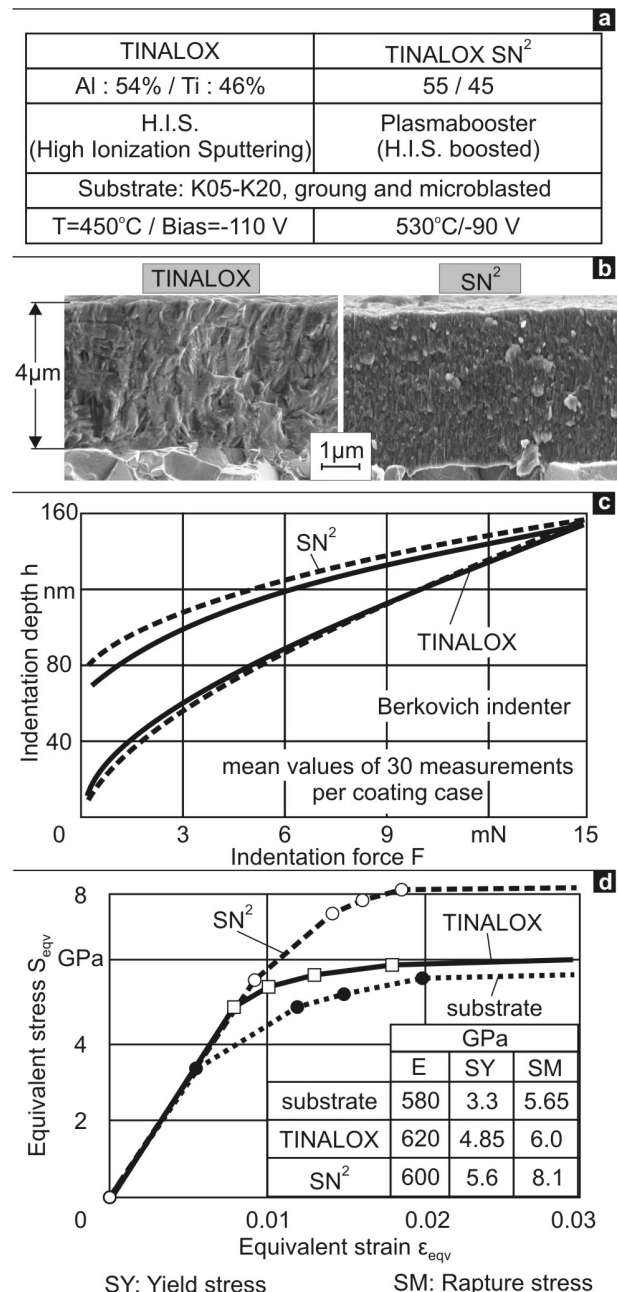 a
TINALOX
TINALOX SN²
Al : 54% / Ti : 46%
55 / 45
H.I.S.
(High Ionization Sputtering)
Plasmabooster
(H.I.S. boosted)
Substrate: K05-K20, groung and microblasted
T=450°C / Bias=-110 V
530°C/-90 V
b
TINALOX
SN²
4μm
1μm
c
160
nm
80
40
0
Indentation depth h
SN²
TINALOX
Berkovich indenter
mean values of 30 measurements
per coating case
3
6
9
mN
15
Indentation force F
d
8
GPa
4
2
0
Equivalent stress Seqv
SN²
TINALOX
substrate
GPa
E SY SM
substrate 580 3.3 5.65
TINALOX 620 4.85 6.0
SN² 600 5.6 8.1
0.01
0.02
0.03
Equivalent strain εeqv
SY: Yield stress
SM: Rapture stress